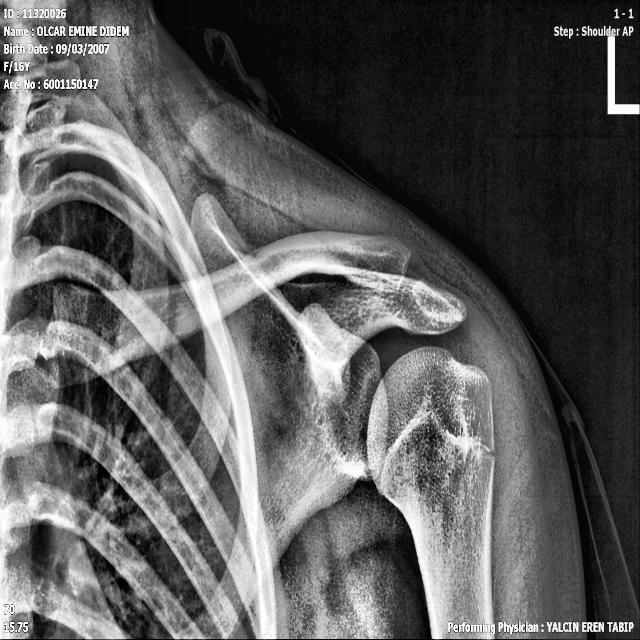 ID : 11320026
Name : OLCAR EMINE DIDEM
Birth Date : 09/03/2007
F/16Y
Acc. No : 6001150147
1 - 1
Step : Shoulder AP
L
70
15.75
Performing Physician : YALCIN EREN TABIP